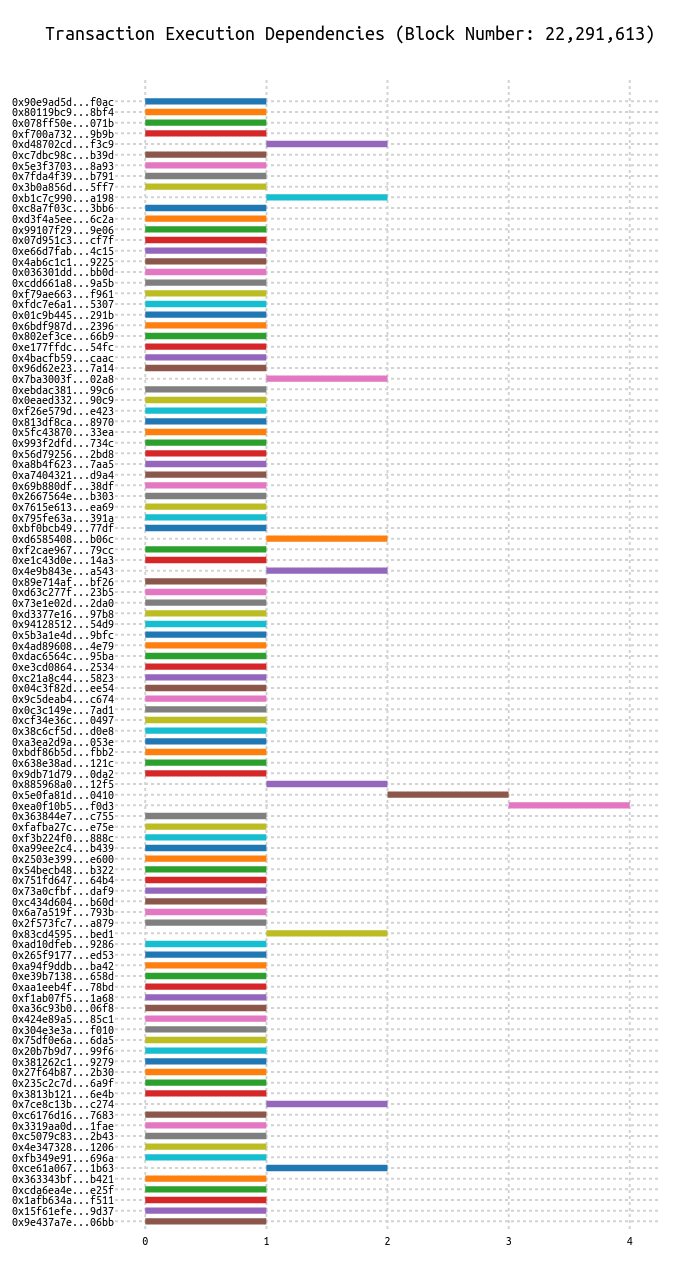 Transaction Execution Dependencies (Block Number: 22,291,613)
0x90e9ad5d...f0ac
0x80119bc9...8bf4
0x078ff50e...071b
0xf700a732...9b9b
0xd48702cd...f3c9
0xc7dbc98c...b39d
0x5e3f3703...8a93
0x7fda4f39...b791
0x3b0a856d...5ff7
0xb1c7c990...a198
0xc8a7f03c...3bb6
0xd3f4a5ee...6c2a
0x99107f29...9e06
0x07d951c3...cf7f
0xe66d7fab...4c15
0x4ab6c1c1...9225
0x036301dd...bb0d
0xcdd661a8...9a5b
0xf79ae663...f961
0xfdc7e6a1...5307
0x01c9b445...291b
0x6bdf987d...2396
0x802ef3ce...66b9
0xe177ffdc...54fc
0x4bacfb59...caac
0x96d62e23...7a14
0x7ba3003f...02a8
0xebdac381...99c6
0x0eaed332...90c9
0xf26e579d...e423
0x813df8ca...8970
0x5fc43870...33ea
0x993f2dfd...734c
0x56d79256...2bd8
0xa8b4f623...7aa5
0xa7404321...d9a4
0x69b880df...38df
0x2667564e...b303
0x7615e613...ea69
0x795fe63a...391a
0xbf0bcb49...77df
0xd6585408...b06c
0xf2cae967...79cc
0xe1c43d0e...14a3
0x4e9b843e...a543
0x89e714af...bf26
0xd63c277f...23b5
0x73e1e02d...2da0
0xd3377e16...97b8
0x94128512...54d9
0x5b3a1e4d...9bfc
0x4ad89608...4e79
0xdac6564c...95ba
0xe3cd0864...2534
0xc21a8c44...5823
0x04c3f82d...ee54
0x9c5deab4...c674
0x0c3c149e...7ad1
0xcf34e36c...0497
0x38c6cf5d...d0e8
0xa3ea2d9a...053e
0xbdf86b5d...fbb2
0x638e38ad...121c
0x9db71d79...0da2
0x885968a0...12f5
0x5e0fa81d...0410
0xea0f10b5...f0d3
0x363844e7...c755
0xfafba27c...e75e
0xf3b224f0...888c
0xa99ee2c4...b439
0x2503e399...e600
0x54becb48...b322
0x751fd647...64b4
0x73a0cfbf...daf9
0xc434d604...b60d
0x6a7a519f...793b
0x2f573fc7...a879
0x83cd4595...bed1
0xad10dfeb...9286
0x265f9177...ed53
0xa94f9ddb...ba42
0xe39b7138...658d
0xaa1eeb4f...78bd
0xf1ab07f5...1a68
0xa36c93b0...06f8
0x424e89a5...85c1
0x304e3e3a...f010
0x75df0e6a...6da5
0x20b7b9d7...99f6
0x381262c1...9279
0x27f64b87...2b30
0x235c2c7d...6a9f
0x3813b121...6e4b
0x7ce8c13b...c274
0xc6176d16...7683
0x3319aa0d...1fae
0xc5079c83...2b43
0x4e347328...1206
0xfb349e91...696a
0xce61a067...1b63
0x363343bf...b421
0xcda6ea4e...e25f
0x1afb634a...f511
0x15f61efe...9d37
0x9e437a7e...06bb
0 1 2 3 4